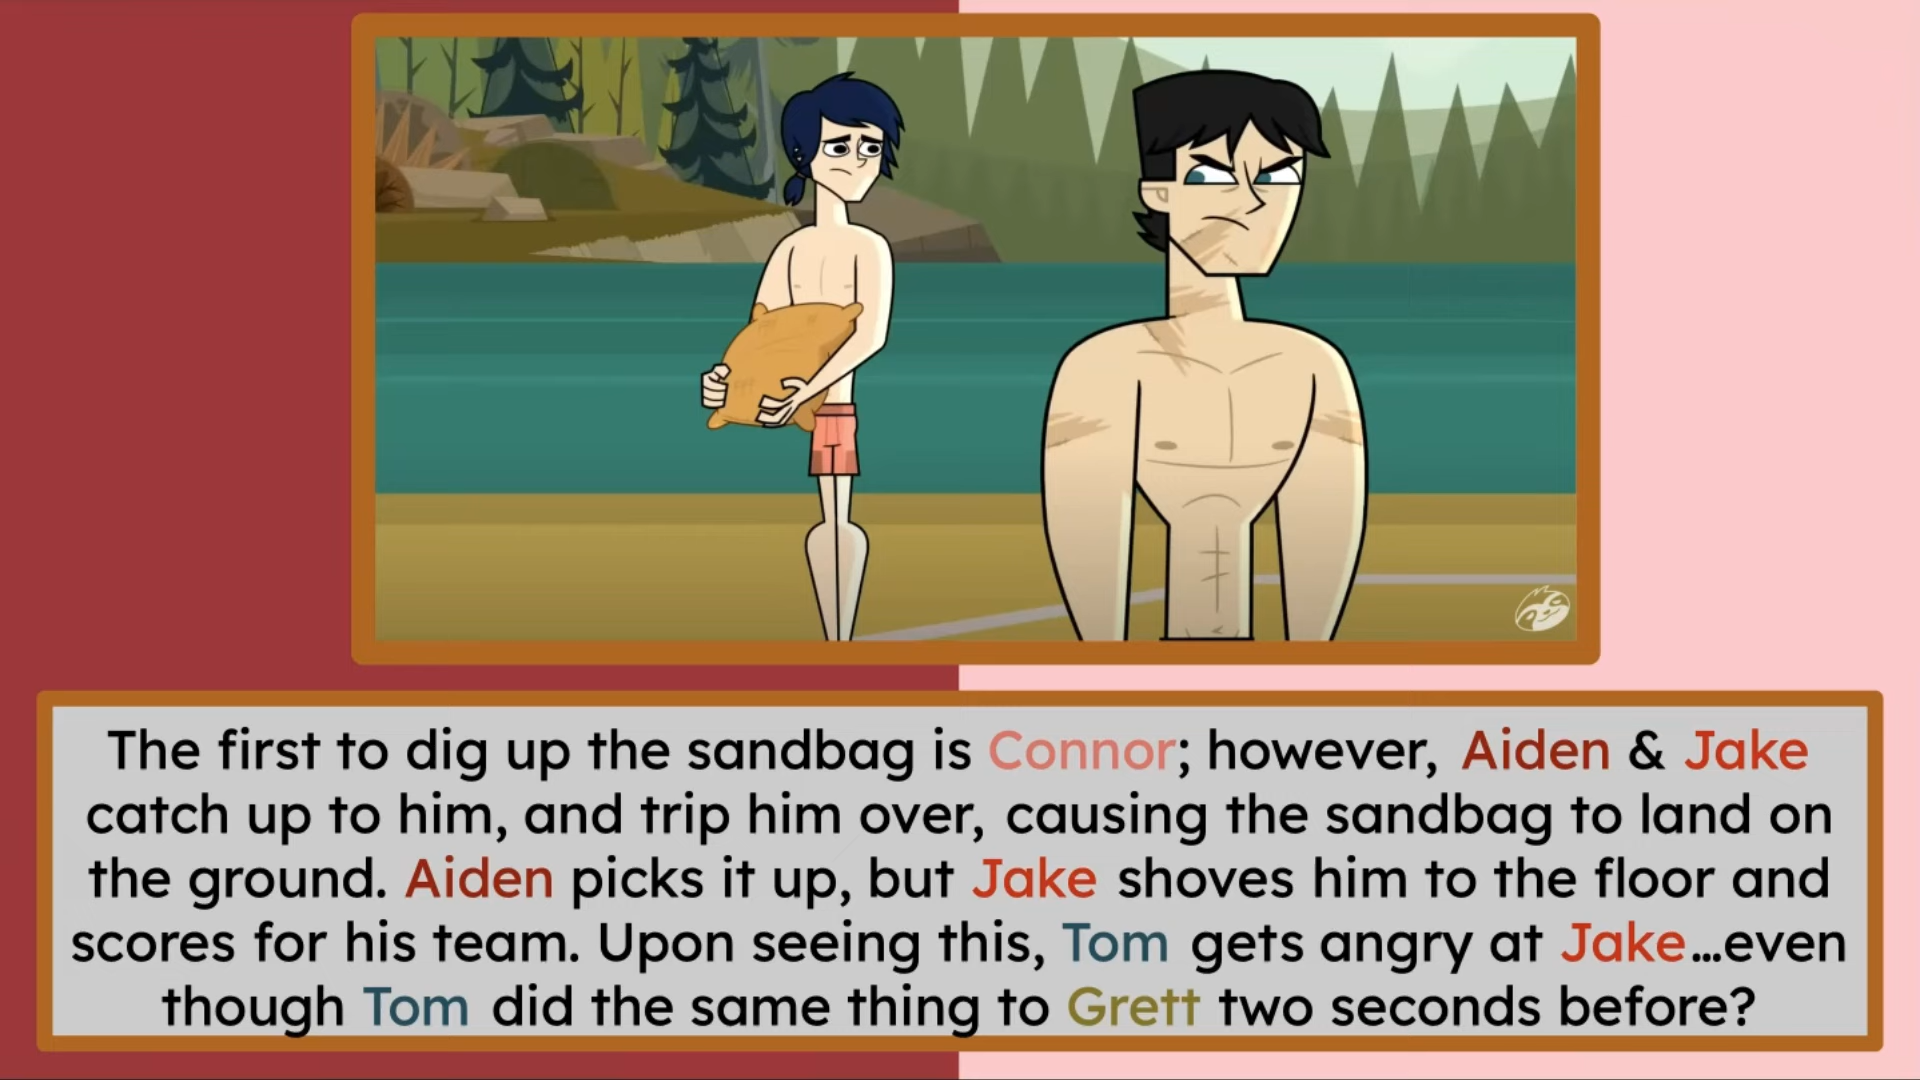 The first to dig up the sandbag is Connor; however, Aiden & Jake
catch up to him, and trip him over, causing the sandbag to land on
the ground. Aiden picks it up, but Jake shoves him to the floor and
scores for his team. Upon seeing this, Tom gets angry at Jake...even
though Tom did the same thing to Grett two seconds before?